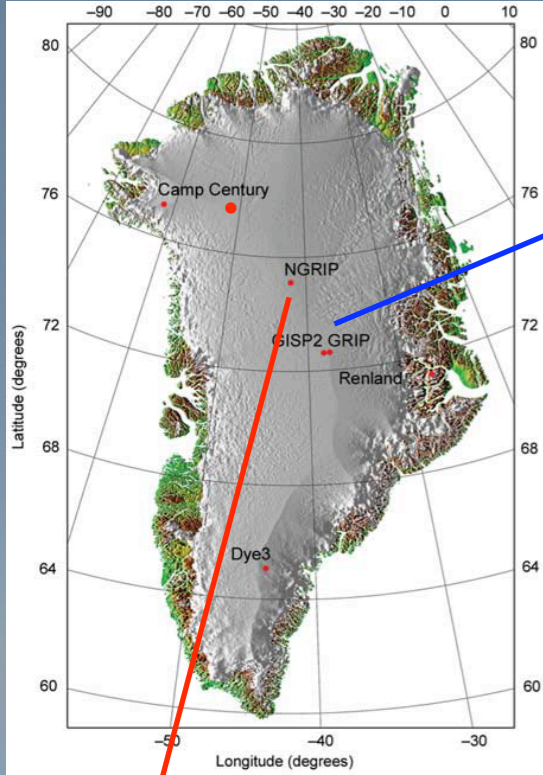 –90 –80 –70 –60 –50 –40 –30 –20 –10 0 10
80 80
76 76
Camp Century
NGRIP
72 72
GISP2 GRIP
Renland
68 68
Dye3
64 64
60 60
–50 –40 –30
Latitude (degrees)
Longitude (degrees)